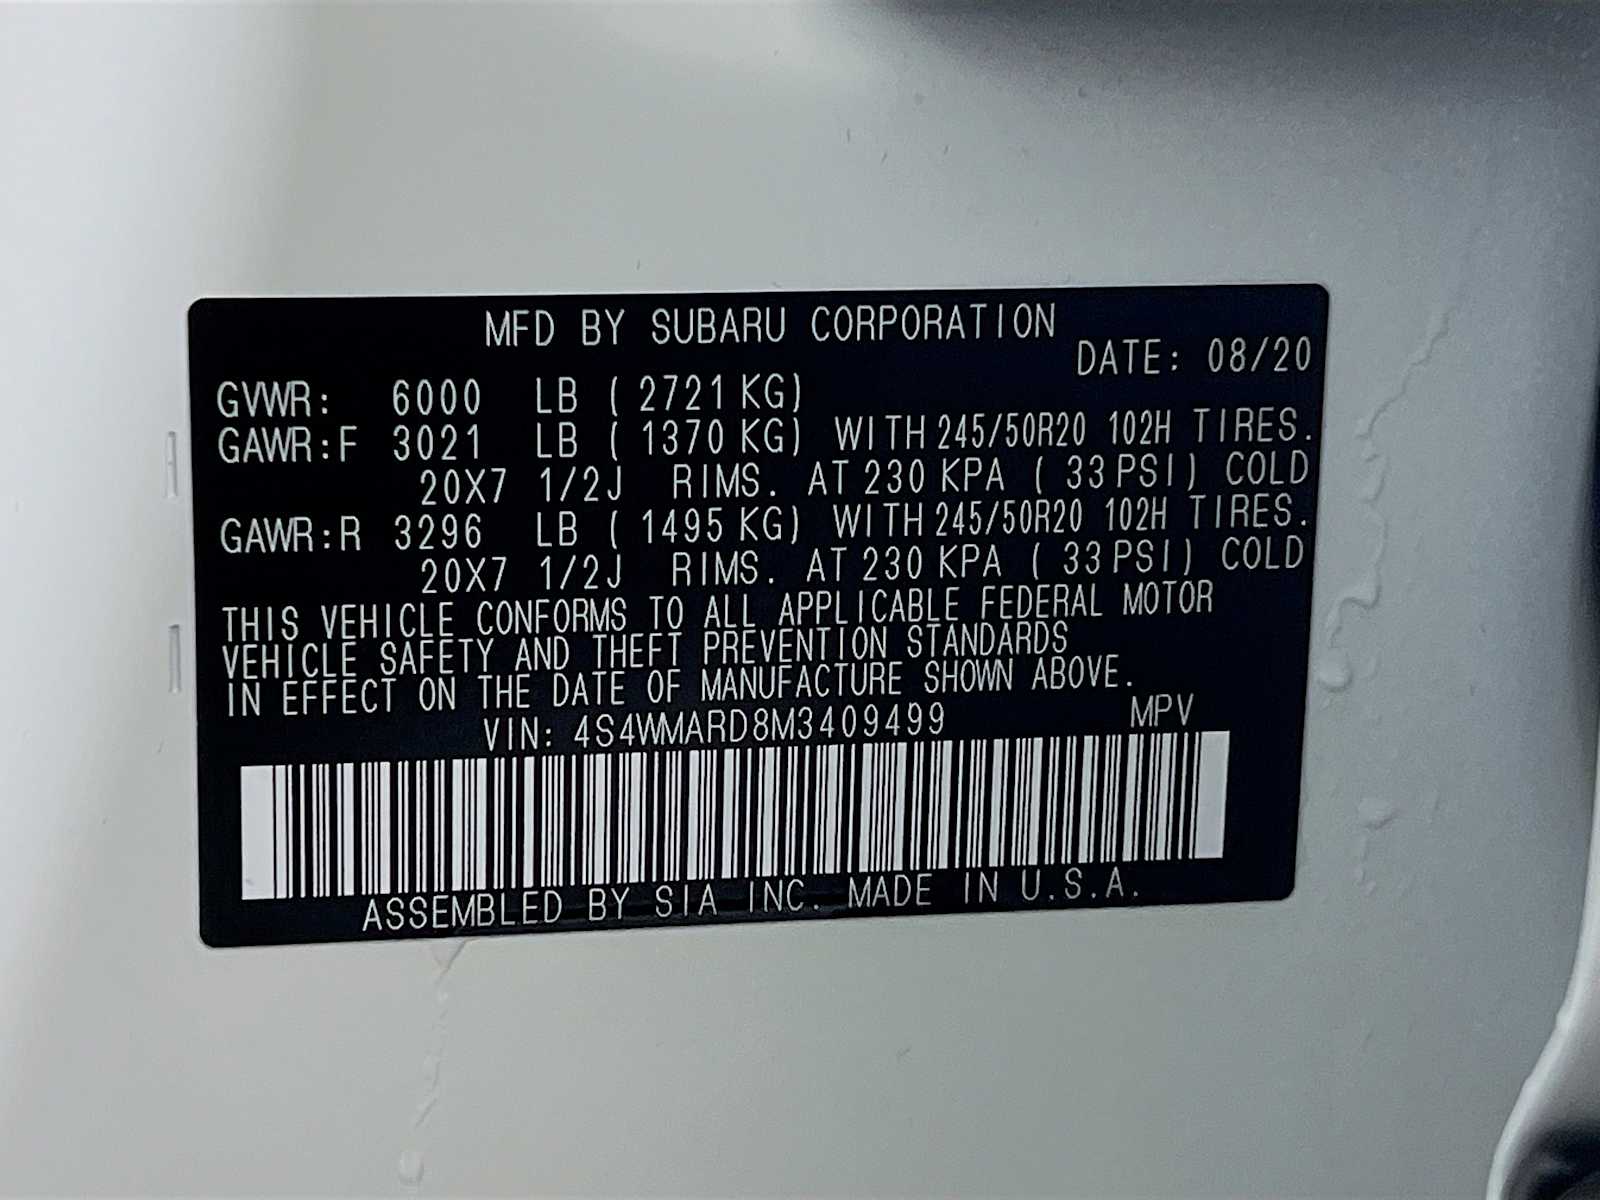 MFD BY SUBARU CORPORATION
DATE: 08/20
GVWR: 6000 LB (2721 KG)
GAWR:F 3021 LB (1370 KG) WITH 245/50R20 102H TIRES.
20X7 1/2J RIMS. AT 230 KPA (33 PSI) COLD
GAWR:R 3296 LB (1495 KG) WITH 245/50R20 102H TIRES.
20X7 1/2J RIMS. AT 230 KPA (33 PSI) COLD
THIS VEHICLE CONFORMS TO ALL APPLICABLE FEDERAL MOTOR
VEHICLE SAFETY AND THEFT PREVENTION STANDARDS
IN EFFECT ON THE DATE OF MANUFACTURE SHOWN ABOVE.
VIN: 4S4WMARD8M3409499 MPV
ASSEMBLED BY SIA INC. MADE IN U.S.A.